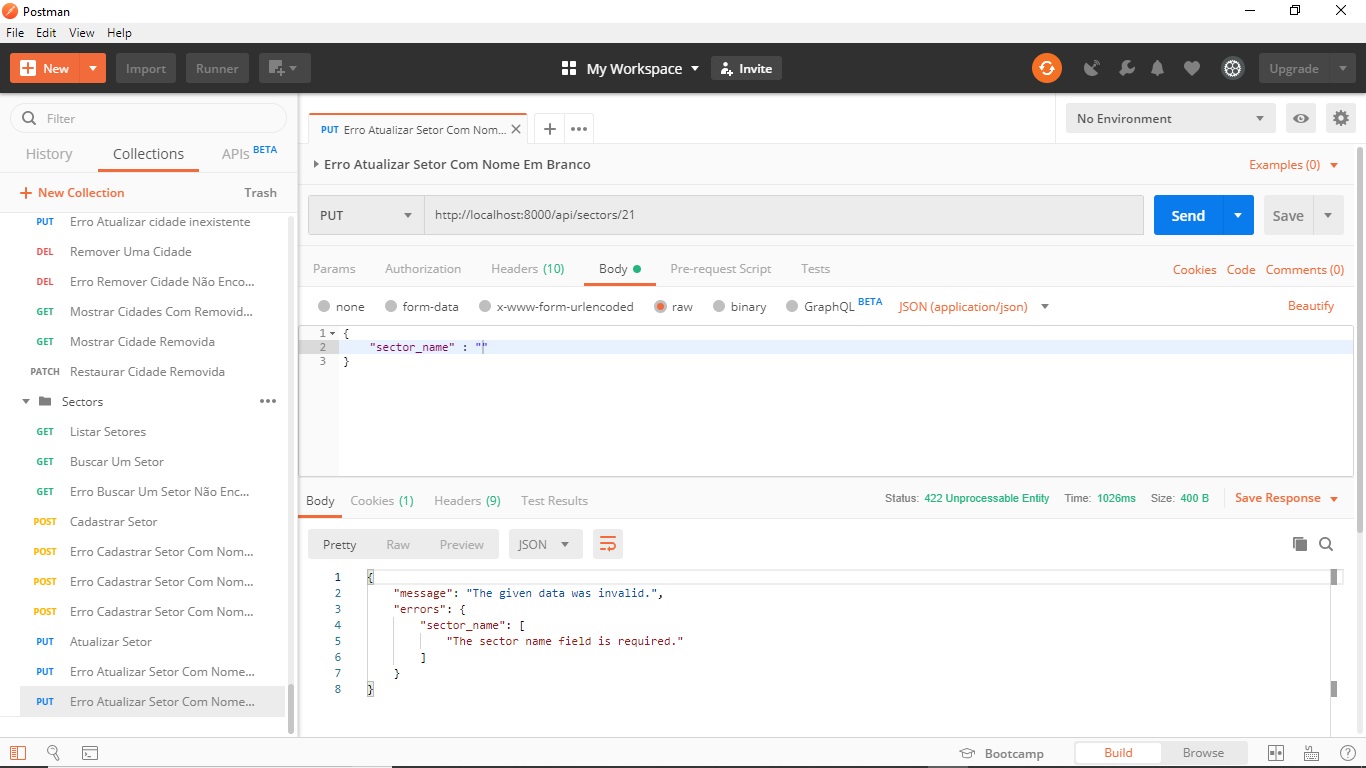 Postman
File Edit View Help
New Import Runner My Workspace Invite Upgrade
Filter
History Collections APIs BETA
New Collection Trash
PUT Erro Atualizar cidade inexistente
DEL Remover Uma Cidade
DEL Erro Remover Cidade Não Enco...
GET Mostrar Cidades Com Removid...
GET Mostrar Cidade Removida
PATCH Restaurar Cidade Removida
Sectors
GET Listar Setores
GET Buscar Um Setor
GET Erro Buscar Um Setor Não Enc...
POST Cadastrar Setor
POST Erro Cadastrar Setor Com Nom...
POST Erro Cadastrar Setor Com Nom...
POST Erro Cadastrar Setor Com Nom...
PUT Atualizar Setor
PUT Erro Atualizar Setor Com Nome...
PUT Erro Atualizar Setor Com Nome...
PUT Erro Atualizar Setor Com Nom...
No Environment
Erro Atualizar Setor Com Nome Em Branco
Examples (0)
PUT http://localhost:8000/api/sectors/21 Send Save
Params Authorization Headers (10) Body Pre-request Script Tests Cookies Code Comments (0)
none form-data x-www-form-urlencoded raw binary GraphQL BETA JSON (application/json) Beautify
1 {
2 "sector_name" : ""
3 }
Body Cookies (1) Headers (9) Test Results Status: 422 Unprocessable Entity Time: 1026ms Size: 400 B Save Response
Pretty Raw Preview JSON
1 {
2 "message": "The given data was invalid.",
3 "errors": {
4 "sector_name": [
5 "The sector name field is required."
6 ]
7 }
8 }
Bootcamp Build Browse